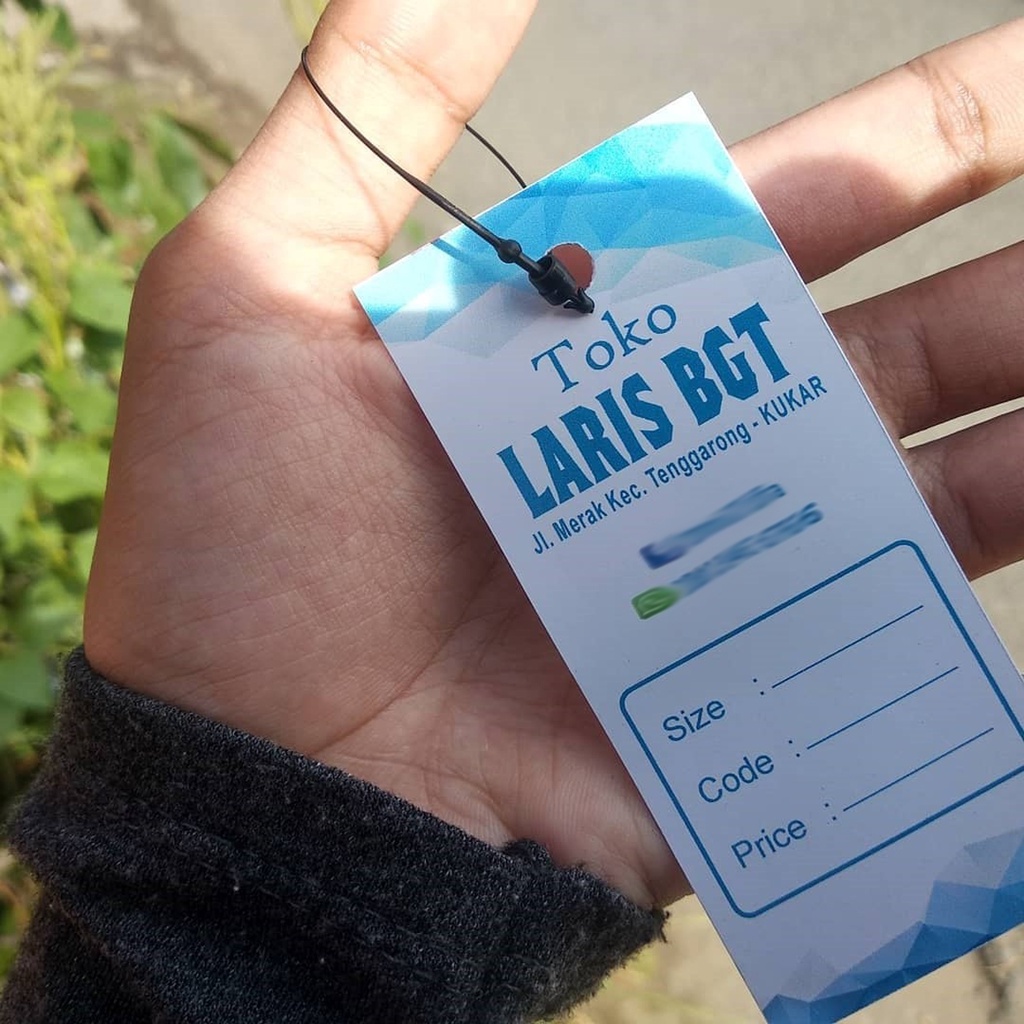 Toko
LARIS BGT
Jl. Merak Kec. Tenggarong - KUKAR
Size :
Code :
Price :